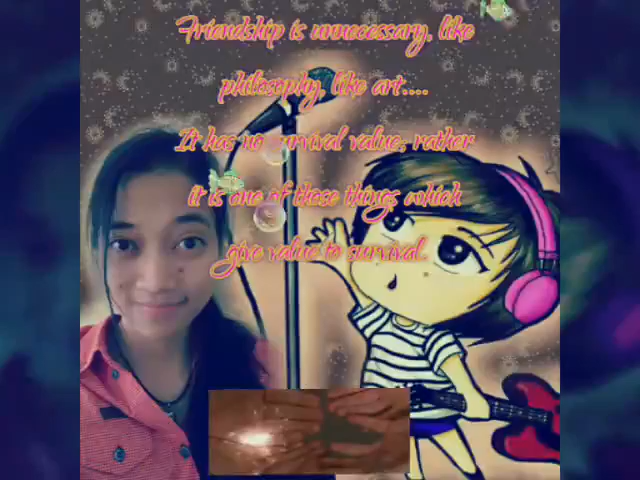 Friendship is unnecessary, like
philosophy, like art....
It has no survival value; rather
it is one of those things which
give value to survival.